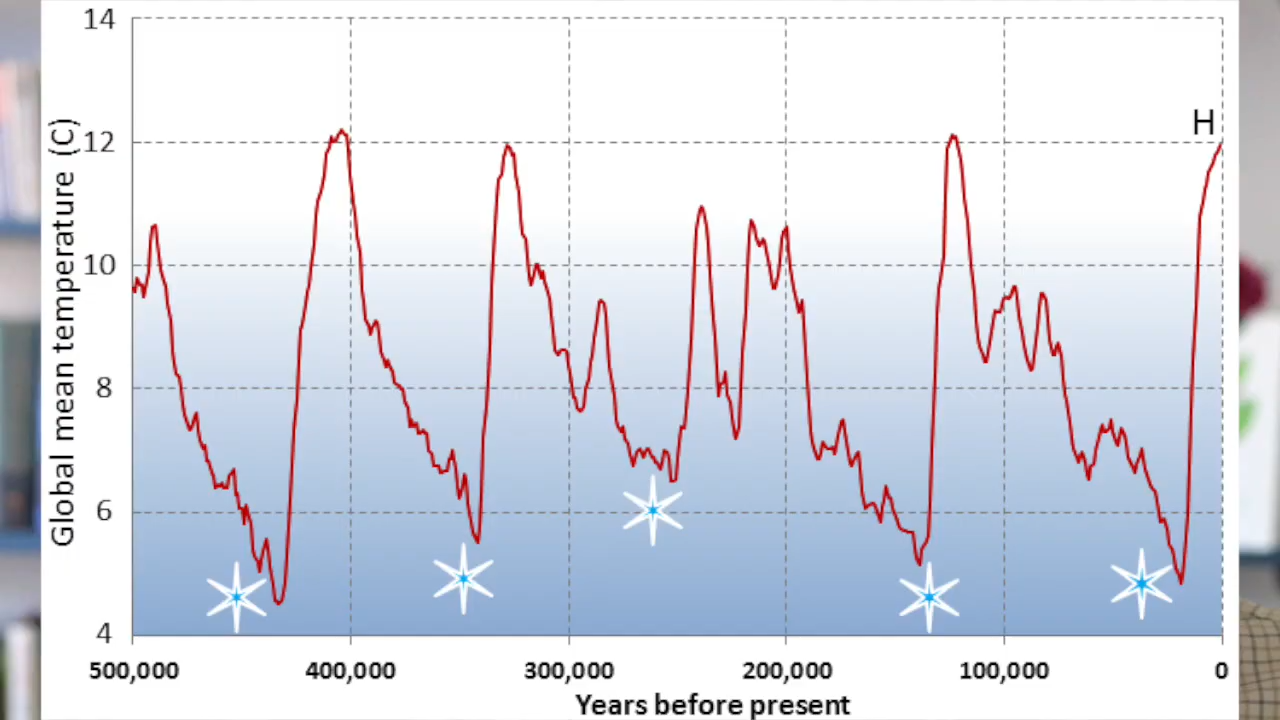 14
H
12
10
8
6
4
Global mean temperature (C)
500,000 400,000 300,000 200,000 100,000 0
Years before present